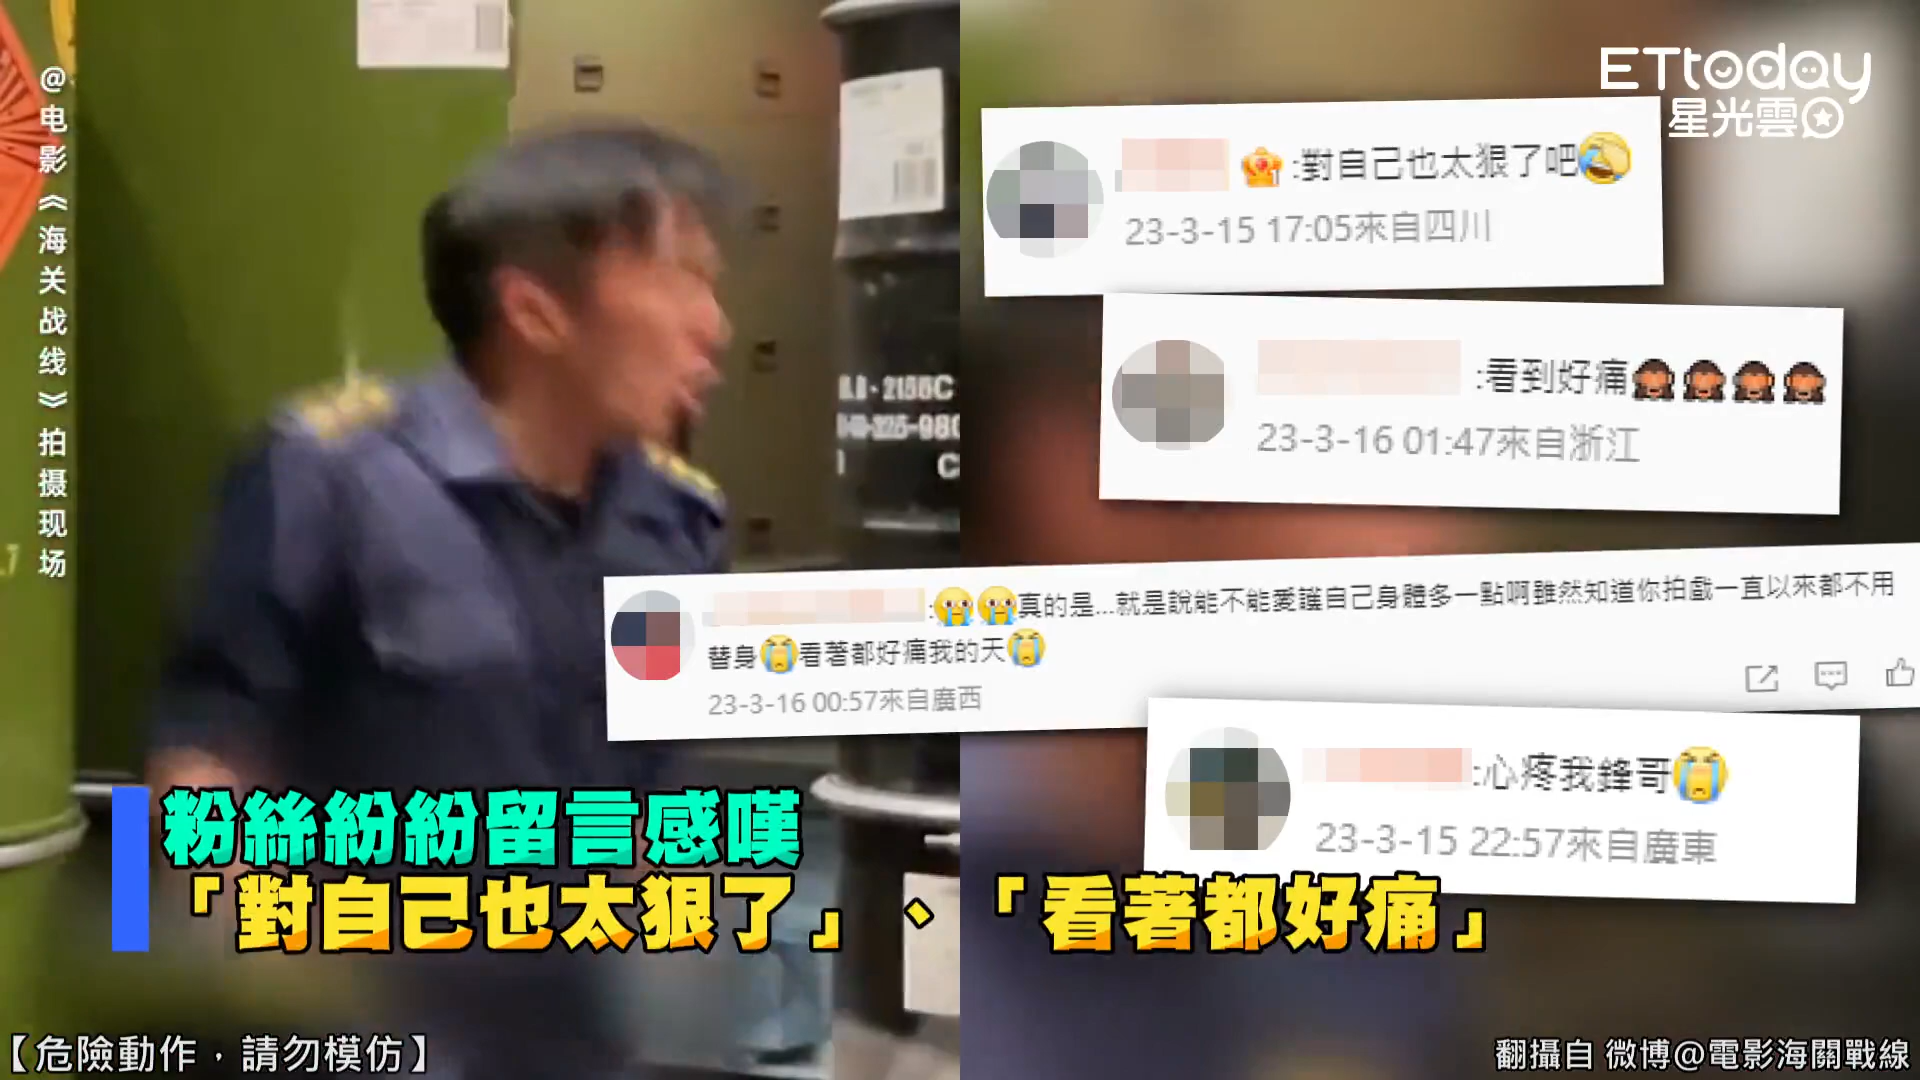 @电影《海关战线》拍摄现场
ETtoday
星光雲
:對自己也太狠了吧
23-3-15 17:05來自四川
:看到好痛
23-3-16 01:47來自浙江
:真的是...就是說能不能愛護自己身體多一點啊雖然知道你拍戲一直以來都不用
替身看著都好痛我的天
23-3-16 00:57來自廣西
:心疼我鋒哥
23-3-15 22:57來自廣東
粉絲紛紛留言感嘆
「對自己也太狠了」、「看著都好痛」
【危險動作，請勿模仿】
翻攝自 微博@電影海關戰線